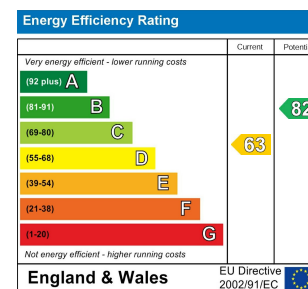 Energy Efficiency Rating
Current Potenti
Very energy efficient - lower running costs
(92 plus) A
(81-91) B 82
(69-80) C
63
(55-68) D
(39-54) E
(21-38) F
(1-20) G
Not energy efficient - higher running costs
England & Wales
EU Directive
2002/91/EC